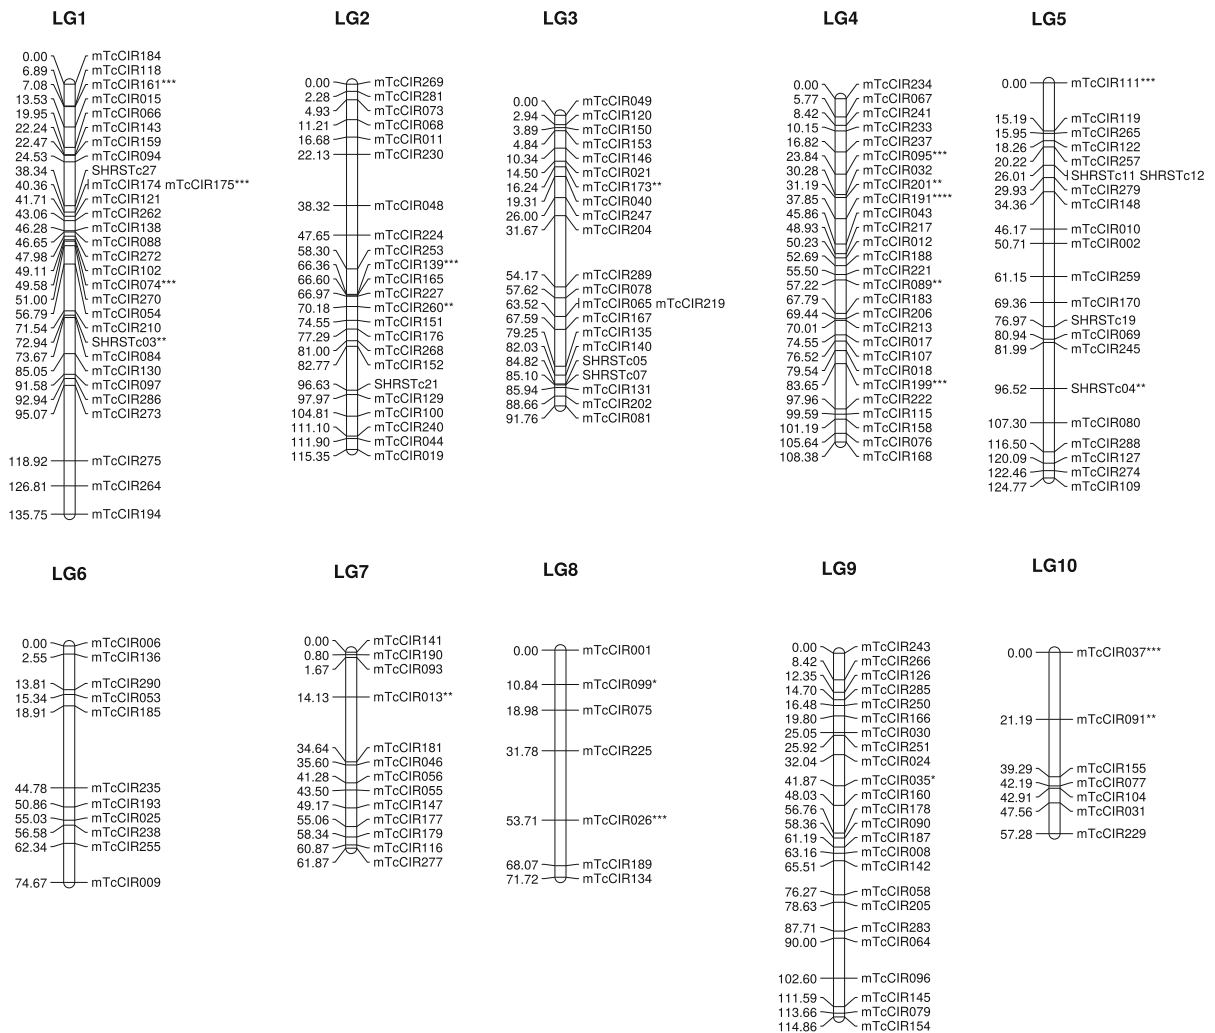 LG1
0.00 mTcCIR184
6.89 mTcCIR118
7.08 mTcCIR161***
13.53 mTcCIR015
19.95 mTcCIR066
22.24 mTcCIR143
22.47 mTcCIR159
24.53 mTcCIR094
38.34 SHRSTc27
40.36 mTcCIR174 mTcCIR175***
41.71 mTcCIR121
43.06 mTcCIR262
46.28 mTcCIR138
46.65 mTcCIR088
47.98 mTcCIR272
49.11 mTcCIR102
49.58 mTcCIR074***
51.00 mTcCIR270
56.79 mTcCIR054
71.54 mTcCIR210
72.94 SHRSTc03**
73.67 mTcCIR084
85.05 mTcCIR130
91.58 mTcCIR097
92.94 mTcCIR286
95.07 mTcCIR273
118.92 mTcCIR275
126.81 mTcCIR264
135.75 mTcCIR194
LG2
0.00 mTcCIR269
2.28 mTcCIR281
4.93 mTcCIR073
11.21 mTcCIR068
16.68 mTcCIR011
22.13 mTcCIR230
38.32 mTcCIR048
47.65 mTcCIR224
58.30 mTcCIR253
66.36 mTcCIR139***
66.60 mTcCIR165
66.97 mTcCIR227
70.18 mTcCIR260**
74.55 mTcCIR151
77.29 mTcCIR176
81.00 mTcCIR268
82.77 mTcCIR152
96.63 SHRSTc21
97.97 mTcCIR129
104.81 mTcCIR100
111.10 mTcCIR240
111.90 mTcCIR044
115.35 mTcCIR019
LG3
0.00 mTcCIR049
2.94 mTcCIR120
3.89 mTcCIR150
4.84 mTcCIR153
10.34 mTcCIR146
14.50 mTcCIR021
16.24 mTcCIR173**
19.31 mTcCIR040
26.00 mTcCIR247
31.67 mTcCIR204
54.17 mTcCIR289
57.62 mTcCIR078
63.52 mTcCIR065 mTcCIR219
67.59 mTcCIR167
79.25 mTcCIR135
82.03 mTcCIR140
84.82 SHRSTc05
85.10 SHRSTc07
85.94 mTcCIR131
88.66 mTcCIR202
91.76 mTcCIR081
LG4
0.00 mTcCIR234
5.77 mTcCIR067
8.42 mTcCIR241
10.15 mTcCIR233
16.82 mTcCIR237
23.84 mTcCIR095***
30.28 mTcCIR032
31.19 mTcCIR201**
37.85 mTcCIR191****
45.86 mTcCIR043
48.93 mTcCIR217
50.23 mTcCIR012
52.69 mTcCIR188
55.50 mTcCIR221
57.22 mTcCIR089**
67.79 mTcCIR183
69.44 mTcCIR206
70.01 mTcCIR213
74.55 mTcCIR017
76.52 mTcCIR107
79.54 mTcCIR018
83.65 mTcCIR199***
97.96 mTcCIR222
99.59 mTcCIR115
101.19 mTcCIR158
105.64 mTcCIR076
108.38 mTcCIR168
LG5
0.00 mTcCIR111***
15.19 mTcCIR119
15.95 mTcCIR265
18.26 mTcCIR122
20.22 mTcCIR257
26.01 SHRSTc11 SHRSTc12
29.93 mTcCIR279
34.36 mTcCIR148
46.17 mTcCIR010
50.71 mTcCIR002
61.15 mTcCIR259
69.36 mTcCIR170
76.97 SHRSTc19
80.94 mTcCIR069
81.99 mTcCIR245
96.52 SHRSTc04**
107.30 mTcCIR080
116.50 mTcCIR288
120.09 mTcCIR127
122.46 mTcCIR274
124.77 mTcCIR109
LG6
0.00 mTcCIR006
2.55 mTcCIR136
13.81 mTcCIR290
15.34 mTcCIR053
18.91 mTcCIR185
44.78 mTcCIR235
50.86 mTcCIR193
55.03 mTcCIR025
56.58 mTcCIR238
62.34 mTcCIR255
74.67 mTcCIR009
LG7
0.00 mTcCIR141
0.80 mTcCIR190
1.67 mTcCIR093
14.13 mTcCIR013**
34.64 mTcCIR181
35.60 mTcCIR046
41.28 mTcCIR056
43.50 mTcCIR055
49.17 mTcCIR147
55.06 mTcCIR177
58.34 mTcCIR179
60.87 mTcCIR116
61.87 mTcCIR277
LG8
0.00 mTcCIR001
10.84 mTcCIR099*
18.98 mTcCIR075
31.78 mTcCIR225
53.71 mTcCIR026***
68.07 mTcCIR189
71.72 mTcCIR134
LG9
0.00 mTcCIR243
8.42 mTcCIR266
12.35 mTcCIR126
14.70 mTcCIR285
16.48 mTcCIR250
19.80 mTcCIR166
25.05 mTcCIR030
25.92 mTcCIR251
32.04 mTcCIR024
41.87 mTcCIR035*
48.03 mTcCIR160
56.76 mTcCIR178
58.36 mTcCIR090
61.19 mTcCIR187
63.16 mTcCIR008
65.51 mTcCIR142
76.27 mTcCIR058
78.63 mTcCIR205
87.71 mTcCIR283
90.00 mTcCIR064
102.60 mTcCIR096
111.59 mTcCIR145
113.66 mTcCIR079
114.86 mTcCIR154
LG10
0.00 mTcCIR037***
21.19 mTcCIR091**
39.29 mTcCIR155
42.19 mTcCIR077
42.91 mTcCIR104
47.56 mTcCIR031
57.28 mTcCIR229